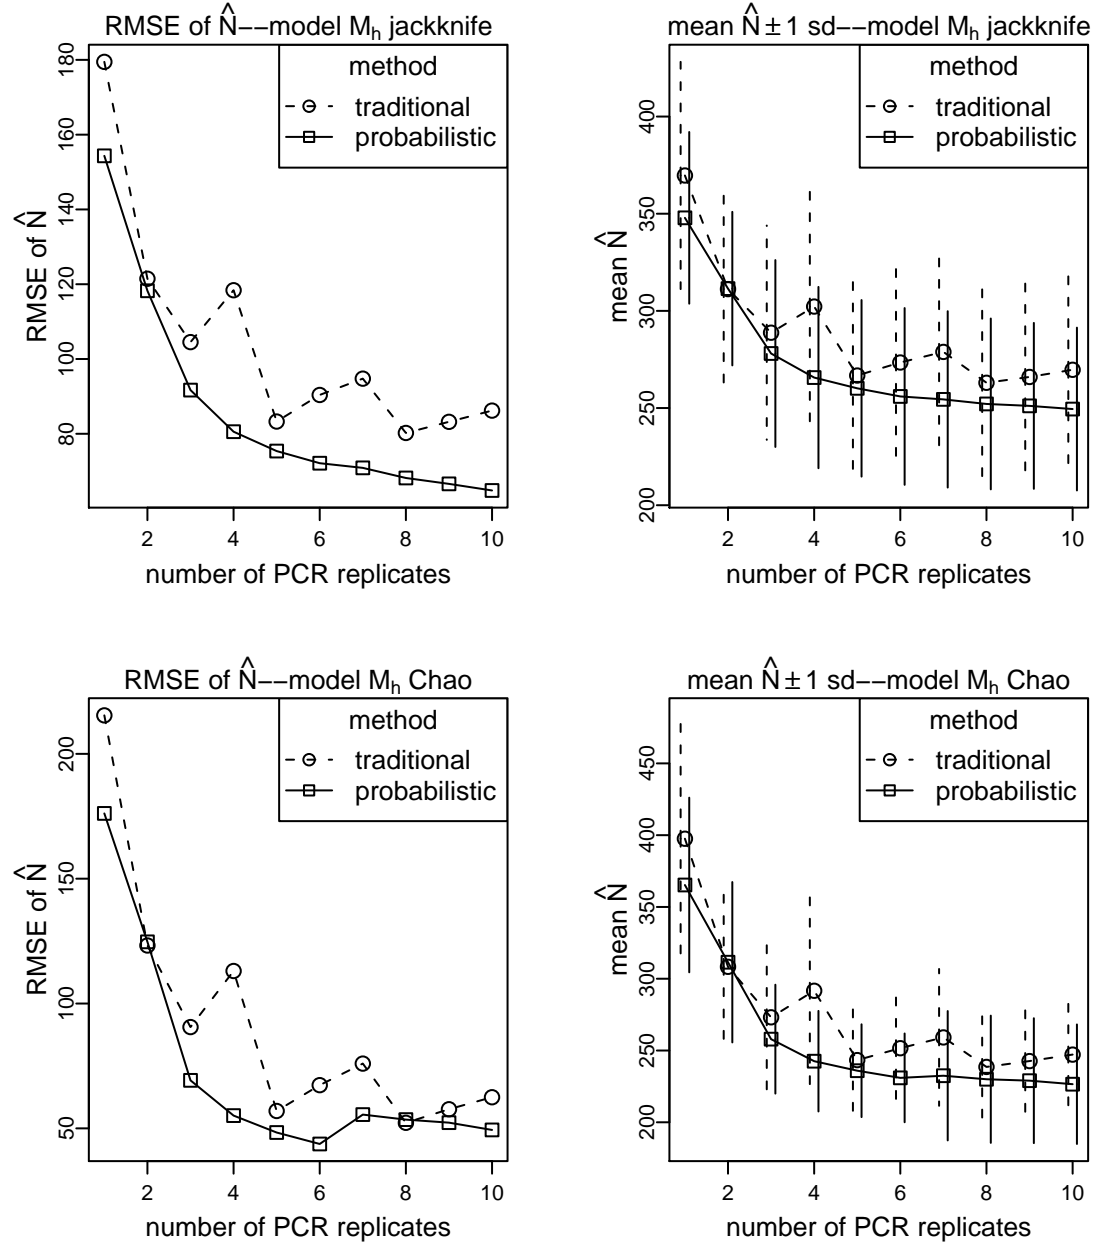 RMSE of N̂−−model Mₕ jackknife
method
traditional
probabilistic
RMSE of N̂
180
160
140
120
100
80
2 4 6 8 10
number of PCR replicates
mean N̂ ± 1 sd−−model Mₕ jackknife
method
traditional
probabilistic
mean N̂
400
350
300
250
200
2 4 6 8 10
number of PCR replicates
RMSE of N̂−−model Mₕ Chao
method
traditional
probabilistic
RMSE of N̂
200
150
100
50
2 4 6 8 10
number of PCR replicates
mean N̂ ± 1 sd−−model Mₕ Chao
method
traditional
probabilistic
mean N̂
450
400
350
300
250
200
2 4 6 8 10
number of PCR replicates